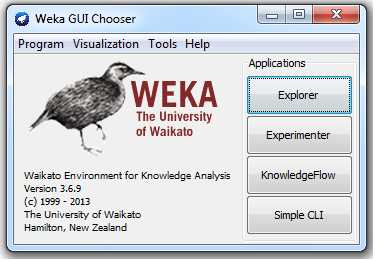 Weka GUI Chooser
Program Visualization Tools Help
WEKA
The University
of Waikato
Waikato Environment for Knowledge Analysis
Version 3.6.9
(c) 1999 - 2013
The University of Waikato
Hamilton, New Zealand
Applications
Explorer
Experimenter
KnowledgeFlow
Simple CLI